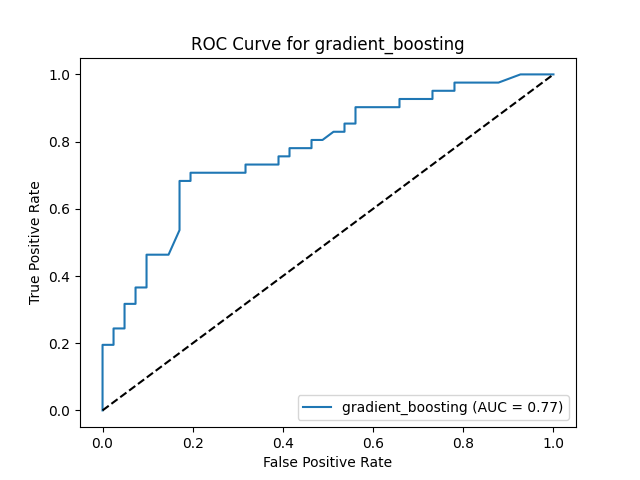 ROC Curve for gradient_boosting
True Positive Rate
1.0
0.8
0.6
0.4
0.2
0.0
gradient_boosting (AUC = 0.77)
0.0 0.2 0.4 0.6 0.8 1.0
False Positive Rate